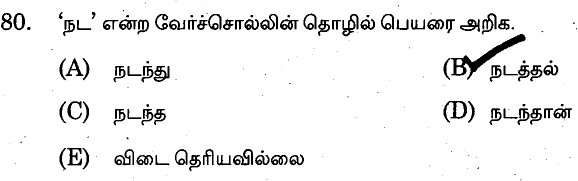 80. 'நட' என்ற வேர்ச்சொல்லின் தொழில் பெயரை அறிக.
(A) நடந்து (B) நடத்தல்
(C) நடந்த (D) நடந்தான்
(E) விடை தெரியவில்லை